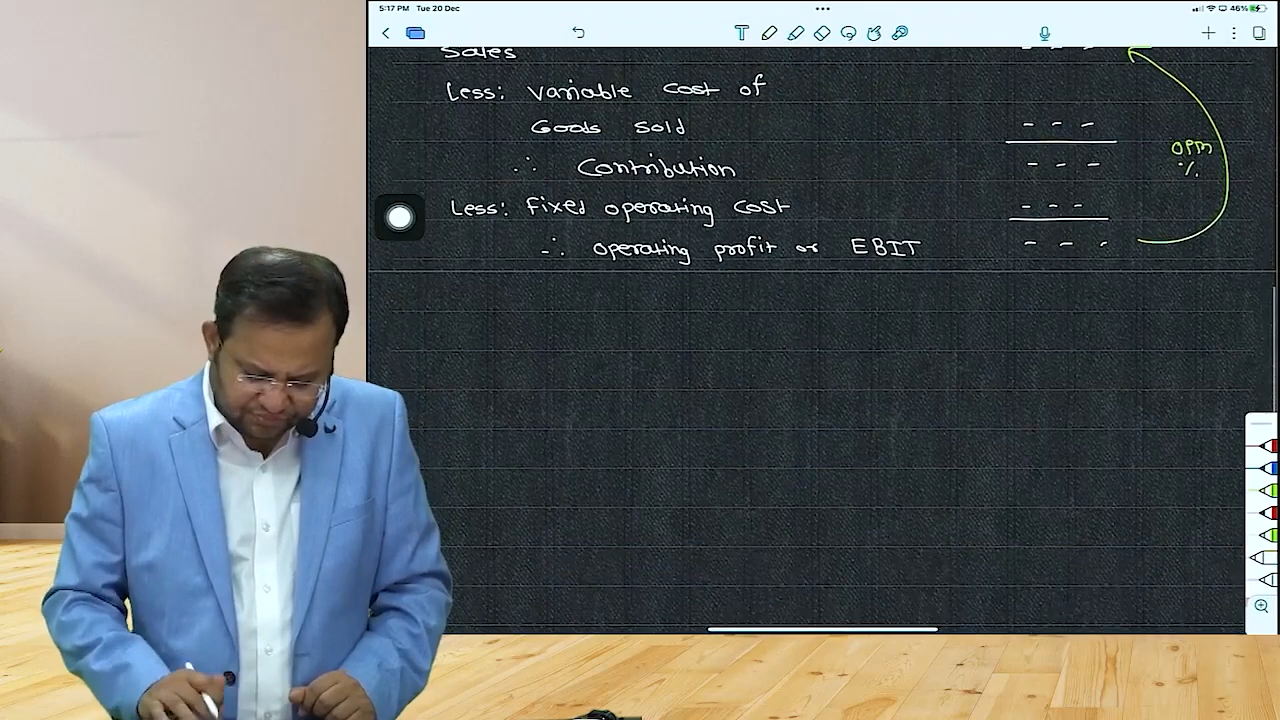 5:17 PM Tue 20 Dec
46%
Sales - - -
Less: Variable Cost of
Goods Sold - - -
∴ Contribution - - -
Less: Fixed operating Cost - - -
∴ operating profit or EBIT - - -
OPM
%